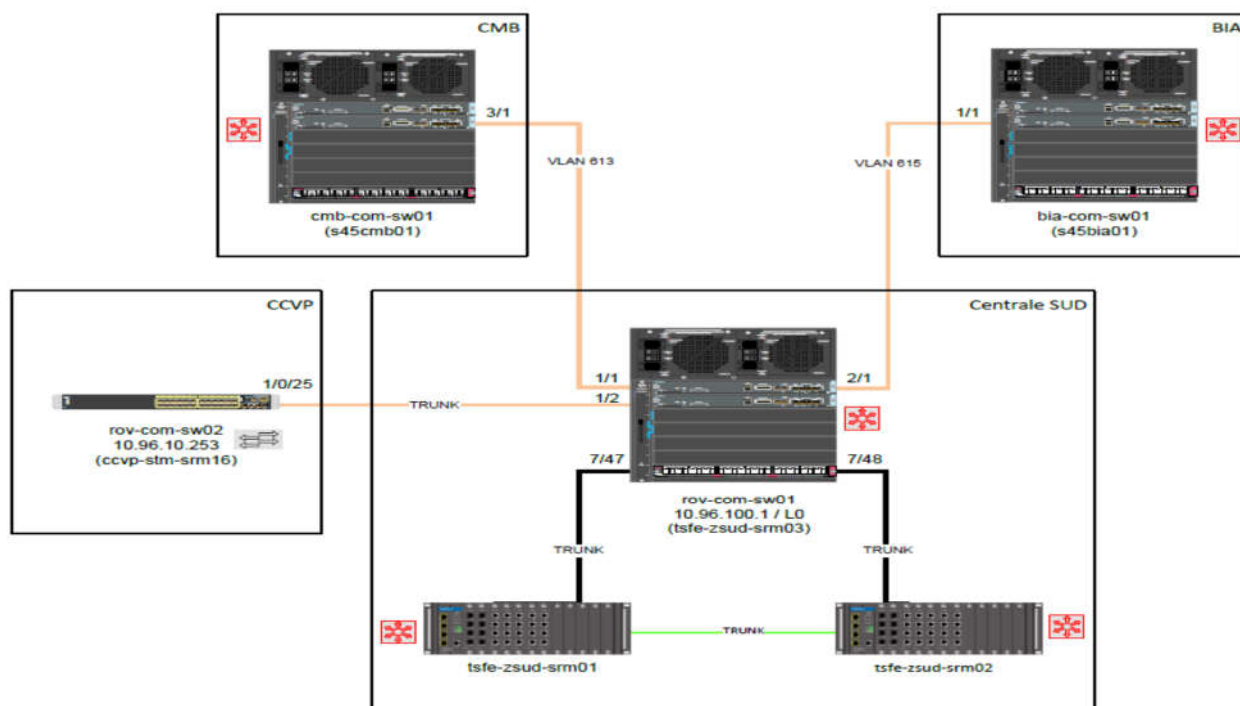 CMB
3/1
VLAN 613
cmb-com-sw01
(s45cmb01)
BIA
1/1
VLAN 615
bia-com-sw01
(s45bia01)
CCVP
1/0/25
rov-com-sw02
10.96.10.253
(ccvp-stm-srm16)
TRUNK
Centrale SUD
1/1
1/2
2/1
7/47
7/48
rov-com-sw01
10.96.100.1 / L0
(tsfe-zsud-srm03)
TRUNK
TRUNK
TRUNK
tsfe-zsud-srm01
tsfe-zsud-srm02